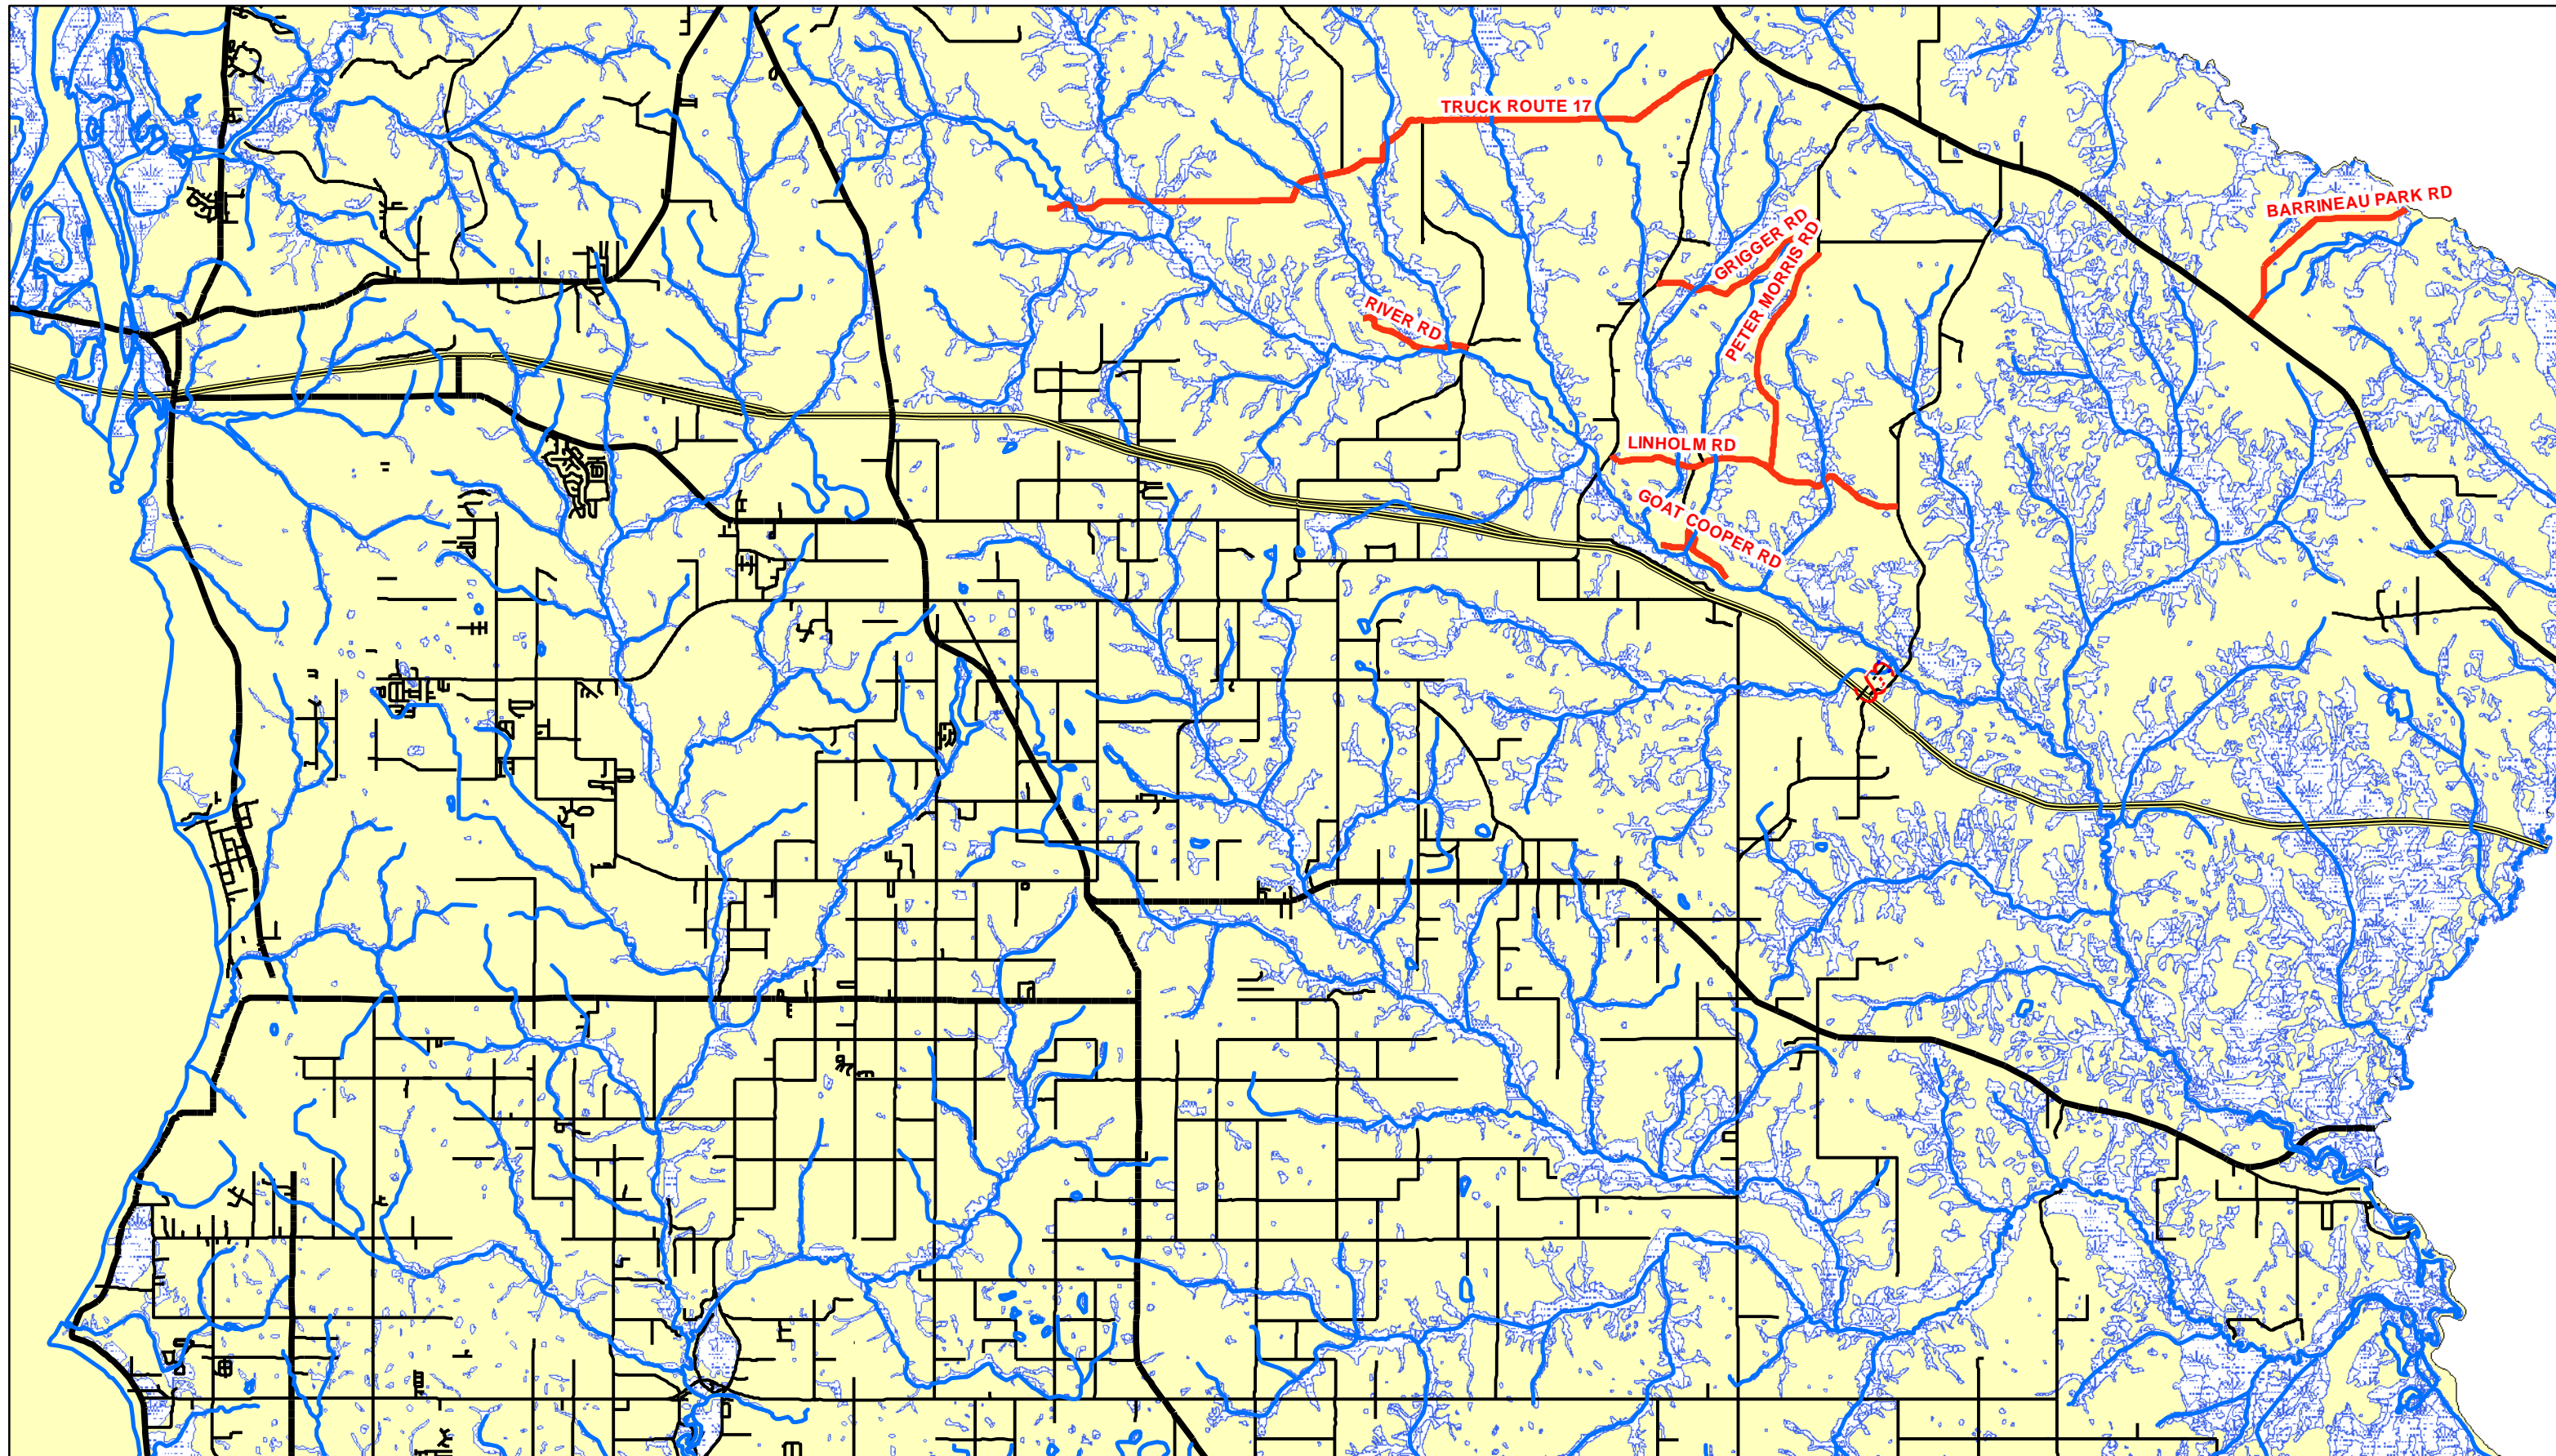 TRUCK ROUTE 17
BARRINEAU PARK RD
GRIGGER RD
PETER MORRIS RD
RIVER RD
LINHOLM RD
GOAT COOPER RD